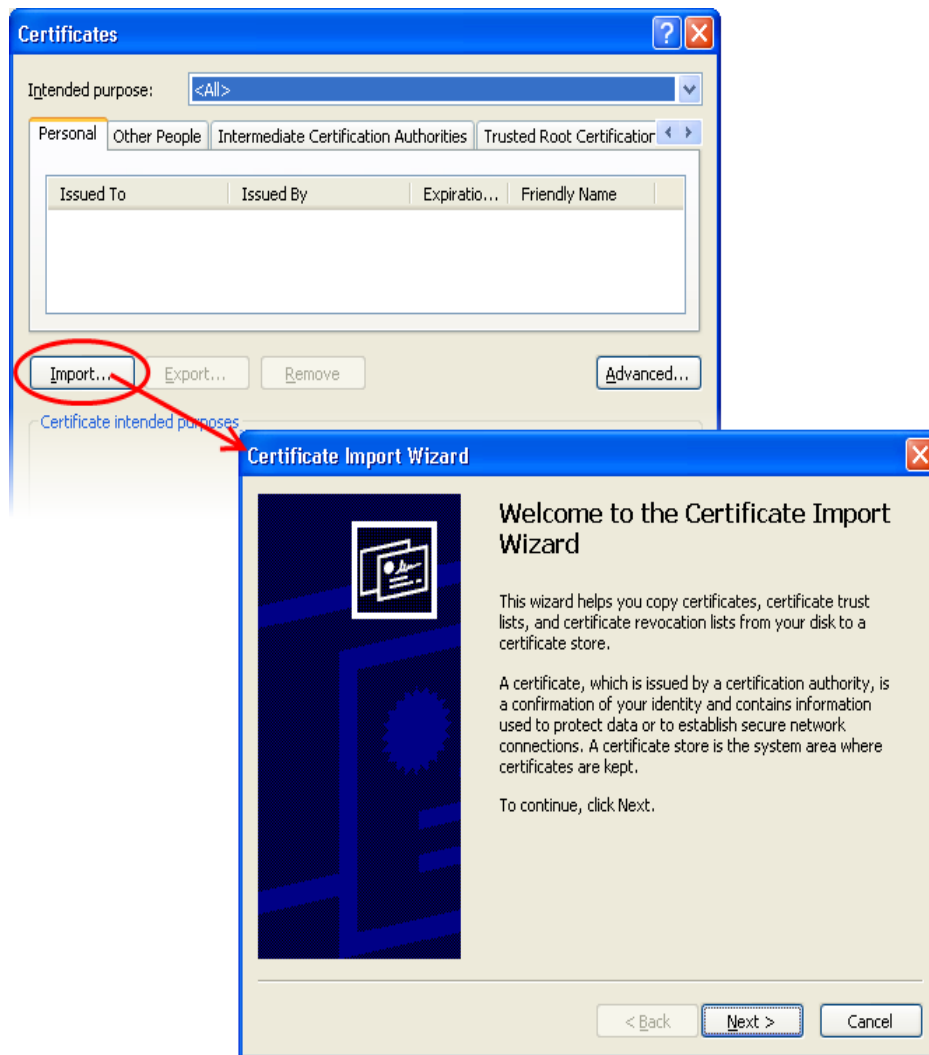 Certificates
Intended purpose: <All>
Personal Other People Intermediate Certification Authorities Trusted Root Certification
Issued To Issued By Expiratio... Friendly Name
Import... Export... Remove Advanced...
Certificate intended purposes
Certificate Import Wizard
Welcome to the Certificate Import
Wizard
This wizard helps you copy certificates, certificate trust
lists, and certificate revocation lists from your disk to a
certificate store.
A certificate, which is issued by a certification authority, is
a confirmation of your identity and contains information
used to protect data or to establish secure network
connections. A certificate store is the system area where
certificates are kept.
To continue, click Next.
< Back Next > Cancel